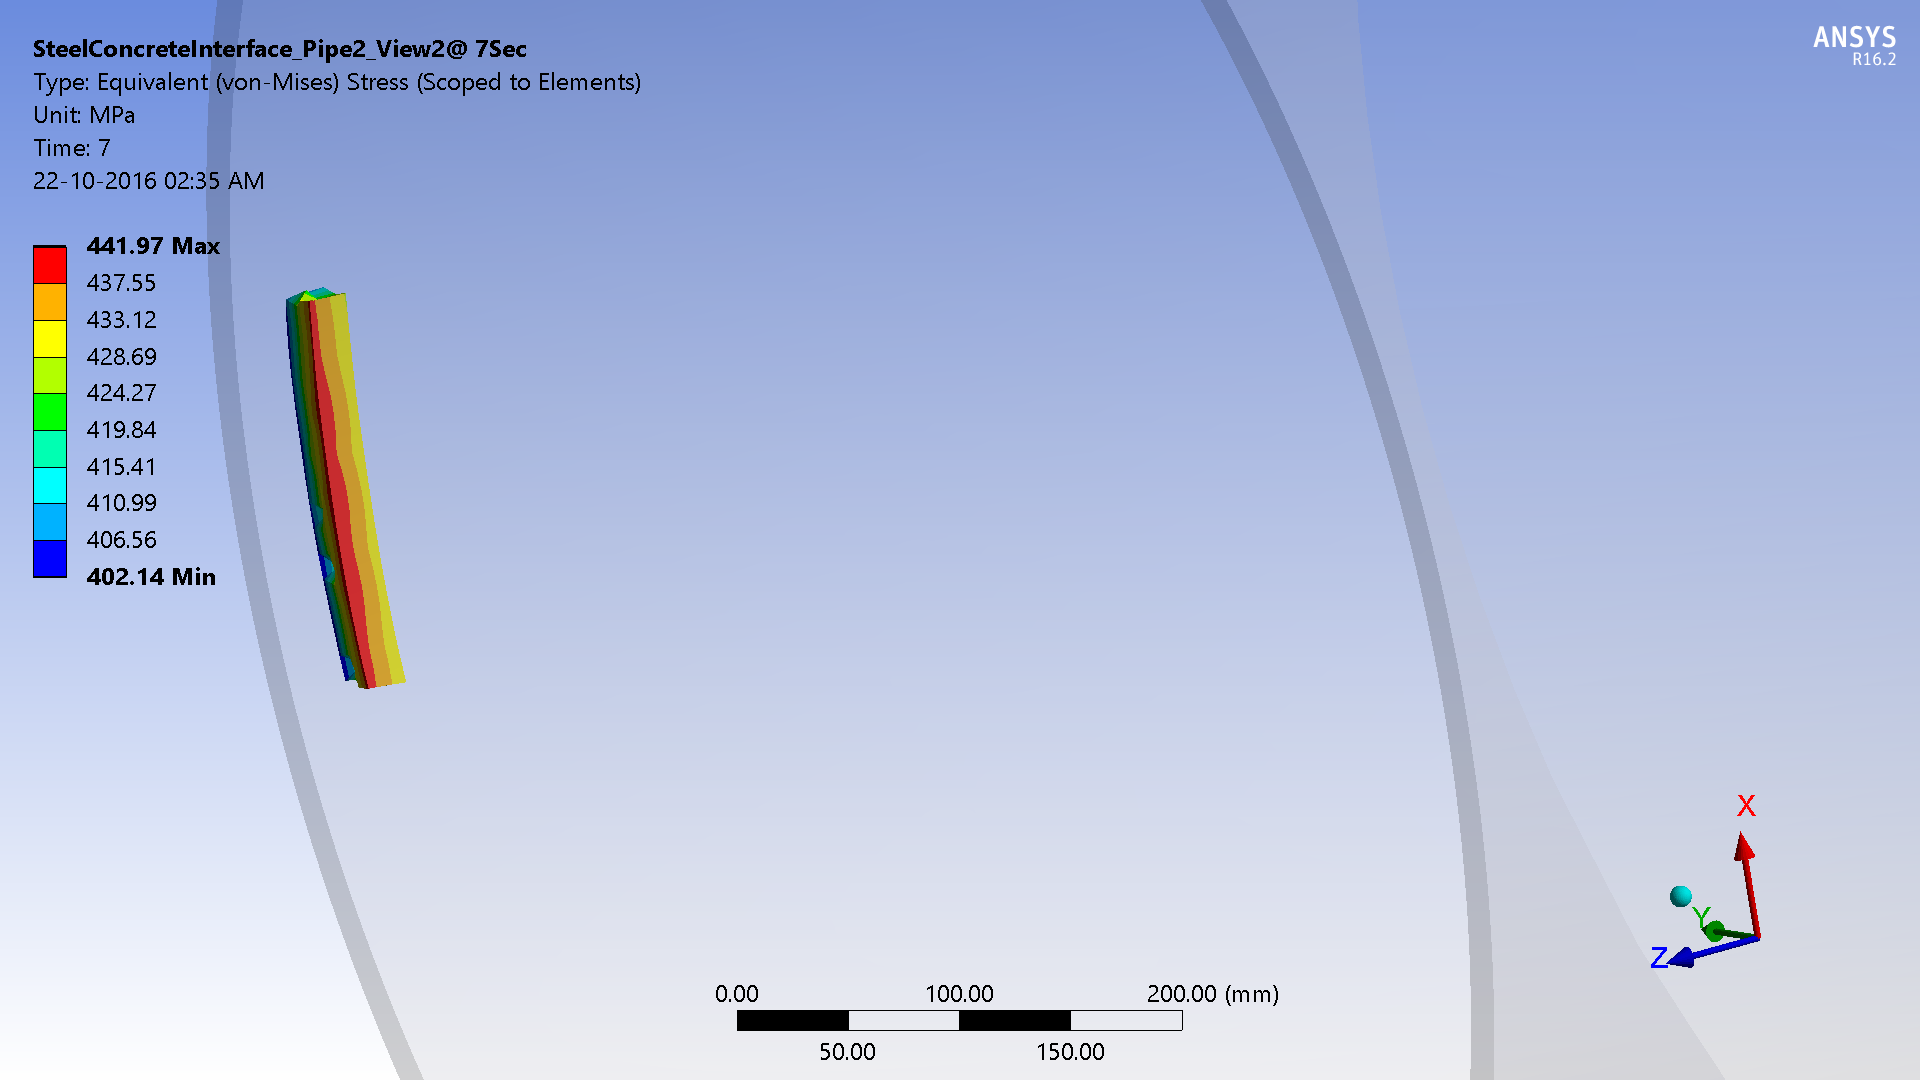 SteelConcreteInterface_Pipe2_View2@ 7Sec
Type: Equivalent (von-Mises) Stress (Scoped to Elements)
Unit: MPa
Time: 7
22-10-2016 02:35 AM
ANSYS
R16.2
441.97 Max
437.55
433.12
428.69
424.27
419.84
415.41
410.99
406.56
402.14 Min
X
Y
Z
0.00 100.00 200.00 (mm)
50.00 150.00